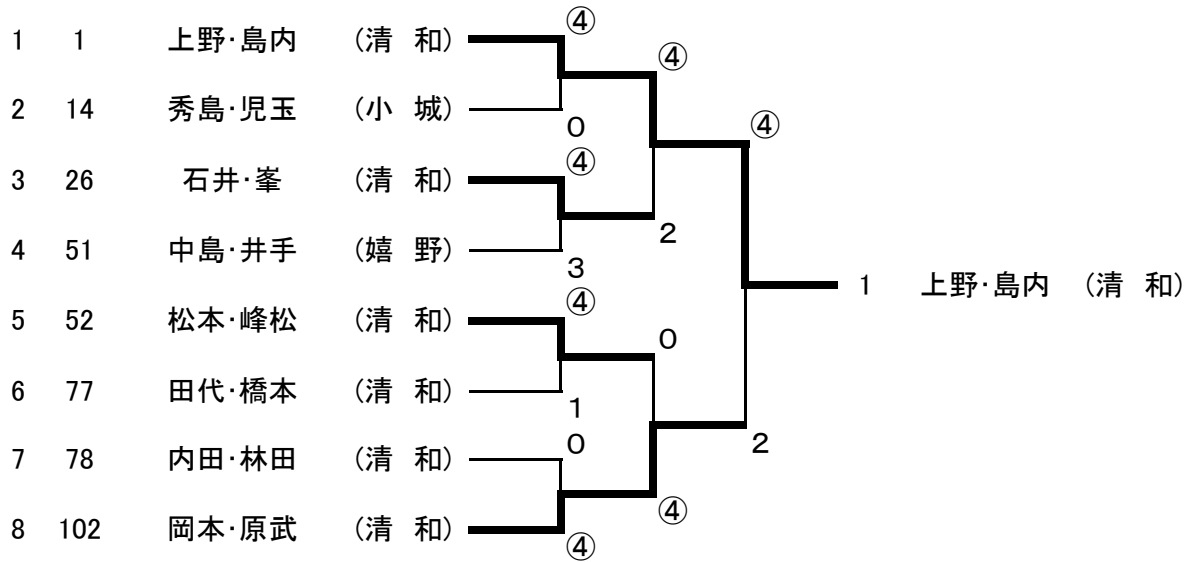 ④
1 1 上野・島内 (清 和)
④
2 14 秀島・児玉 (小 城)
0
④
④
3 26 石井・峯 (清 和)
2
4 51 中島・井手 (嬉 野)
3
1 上野・島内 (清 和)
④
5 52 松本・峰松 (清 和)
0
6 77 田代・橋本 (清 和)
1
0
2
7 78 内田・林田 (清 和)
④
8 102 岡本・原武 (清 和)
④